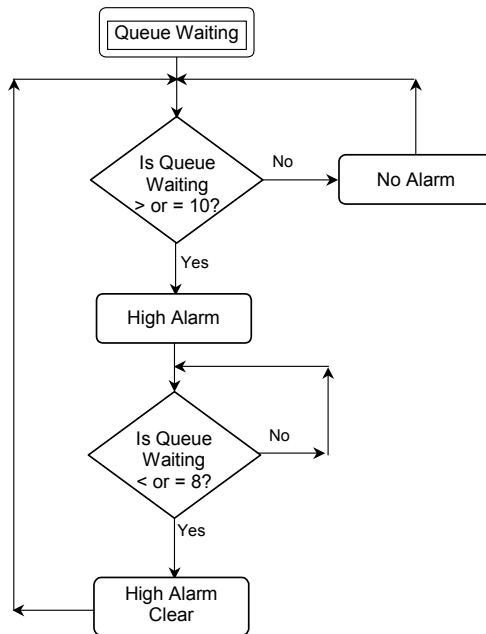 Queue Waiting
Is Queue
Waiting
> or = 10?
No
No Alarm
Yes
High Alarm
Is Queue
Waiting
< or = 8?
No
Yes
High Alarm
Clear